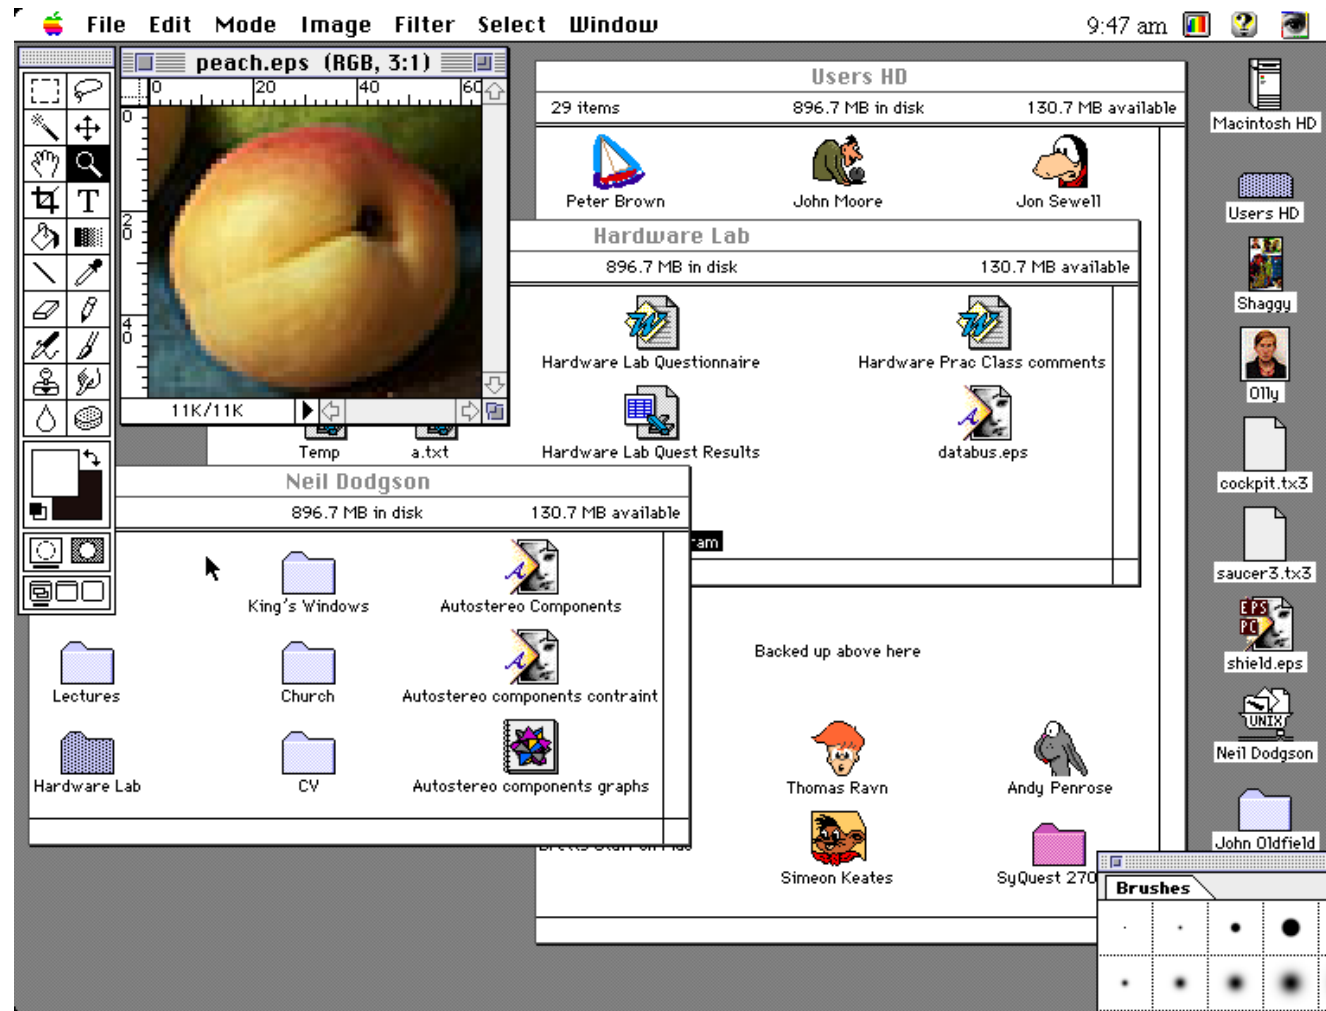 File Edit Mode Image Filter Select Window 9:47 am
peach.eps (RGB, 3:1)
0 20 40 60
0
20
40
11K/11K
Users HD
29 items 896.7 MB in disk 130.7 MB available
Peter Brown John Moore Jon Sewell
Hardware Lab
896.7 MB in disk 130.7 MB available
Hardware Lab Questionnaire Hardware Prac Class comments
Temp a.txt Hardware Lab Quest Results databus.eps
Neil Dodgson
896.7 MB in disk 130.7 MB available
King's Windows Autostereo Components
Lectures Church Autostereo components contraint
Hardware Lab CV Autostereo components graphs
Backed up above here
Thomas Ravn Andy Penrose
Simeon Keates SyQuest 270
Macintosh HD
Users HD
Shaggy
Olly
cockpit.tx3
saucer3.tx3
EPS
PC
shield.eps
UNIX
Neil Dodgson
John Oldfield
Brushes